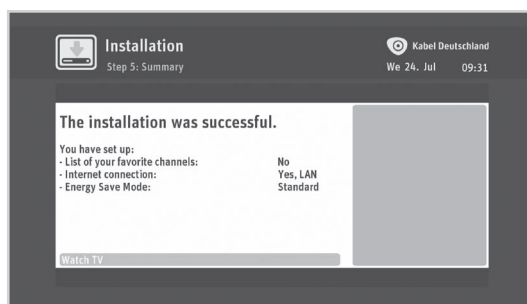 Installation
Kabel Deutschland
Step 5: Summary
We 24. Jul 09:31
The installation was successful.
You have set up:
- List of your favorite channels: No
- Internet connection: Yes, LAN
- Energy Save Mode: Standard
Watch TV